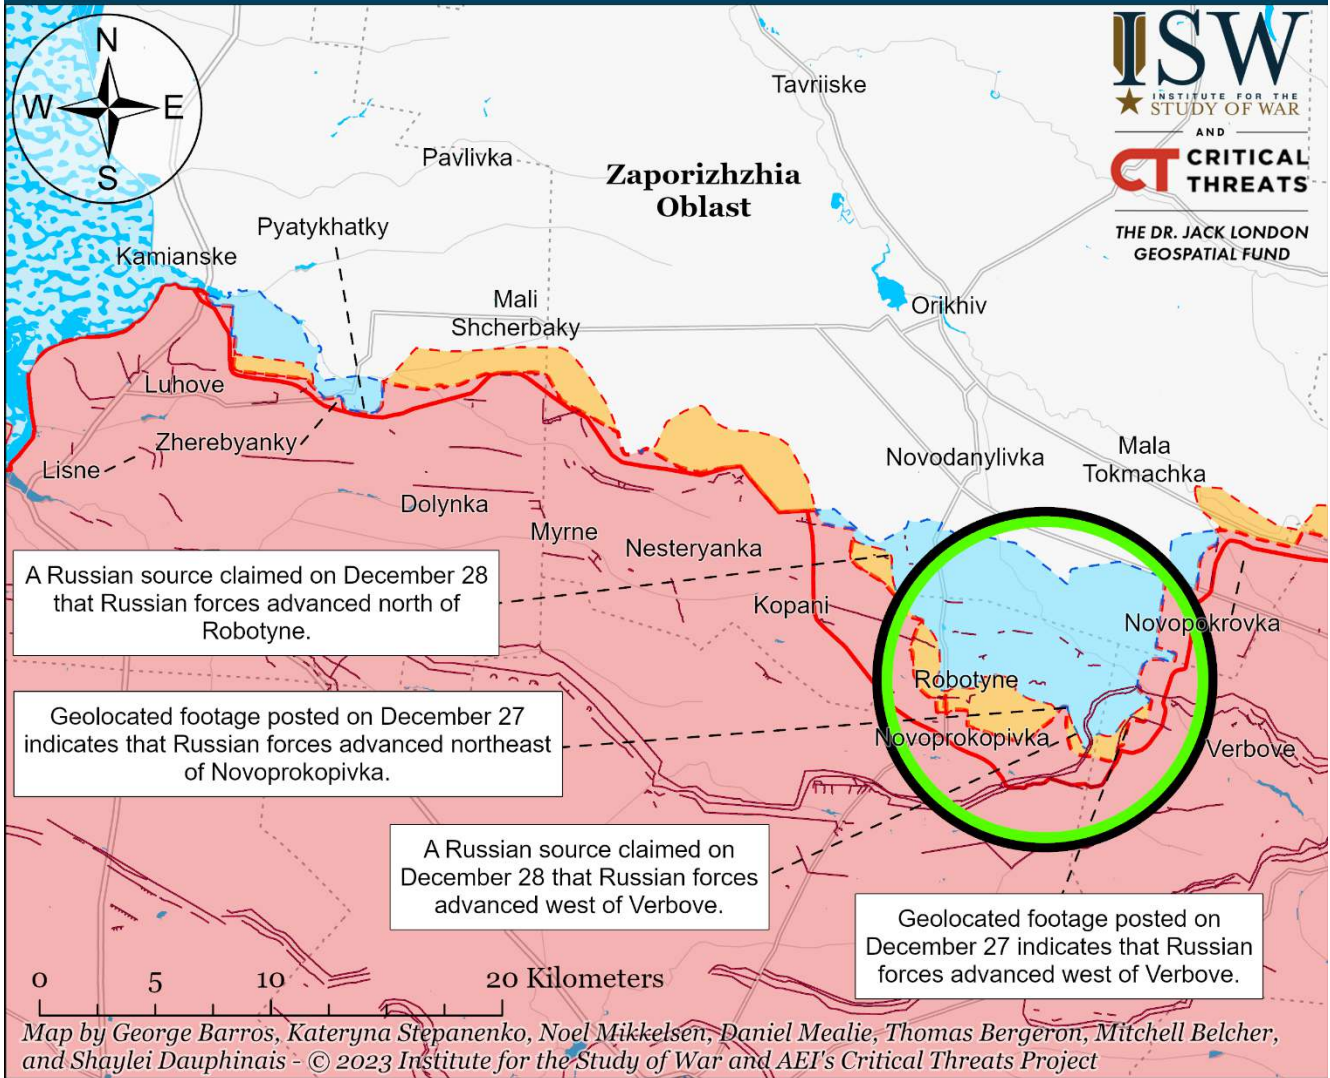 N
W
E
S
ISW
INSTITUTE FOR THE
STUDY OF WAR
AND
CT CRITICAL
THREATS
THE DR. JACK LONDON
GEOSPATIAL FUND
Tavriiske
Pavlivka
Zaporizhzhia
Oblast
Pyatykhatky
Kamianske
Mali
Shcherbaky
Orikhiv
Luhove
Zherebyanky
Lisne
Novodanylivka
Mala
Tokmachka
Dolynka
Myrne
Nesteryanka
Kopani
Novopokrovka
Robotyne
Novoprokopivka
Verbove
A Russian source claimed on December 28
that Russian forces advanced north of
Robotyne.
Geolocated footage posted on December 27
indicates that Russian forces advanced northeast
of Novoprokopivka.
A Russian source claimed on
December 28 that Russian forces
advanced west of Verbove.
Geolocated footage posted on
December 27 indicates that Russian
forces advanced west of Verbove.
0 5 10 20 Kilometers
Map by George Barros, Kateryna Stepanenko, Noel Mikkelsen, Daniel Mealie, Thomas Bergeron, Mitchell Belcher,
and Shaylei Dauphinais - © 2023 Institute for the Study of War and AEI's Critical Threats Project